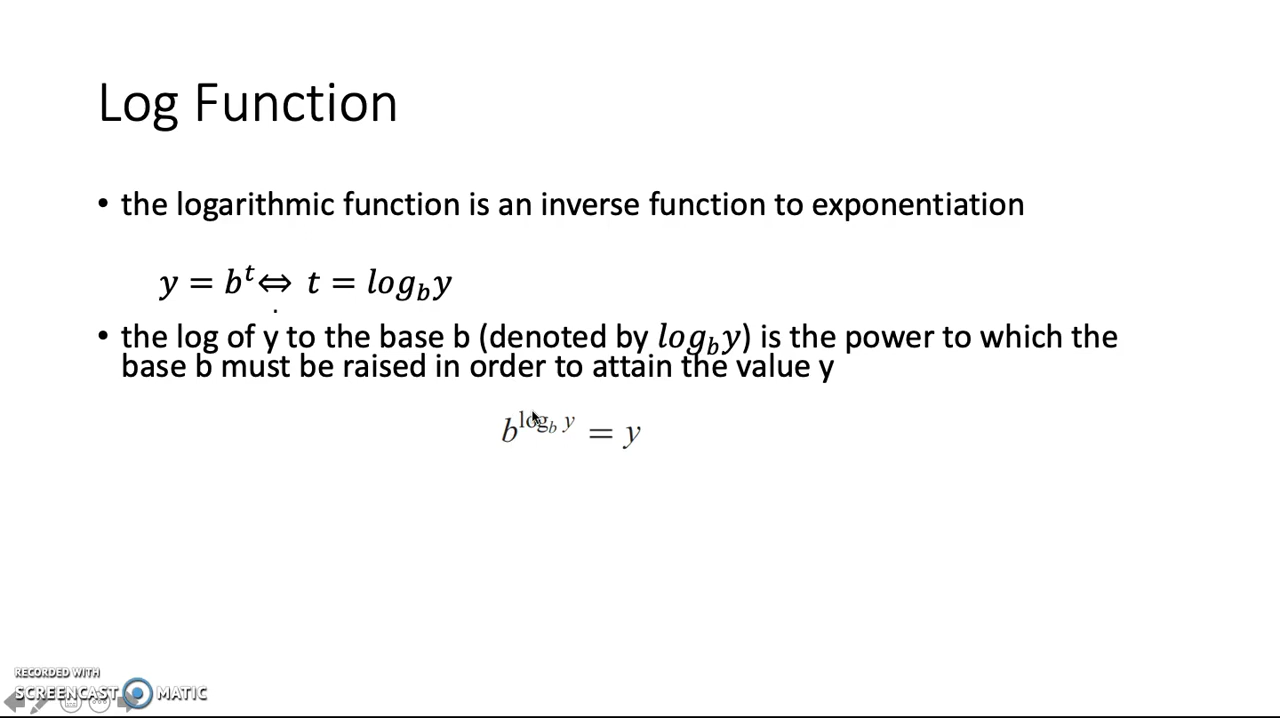 Log Function
• the logarithmic function is an inverse function to exponentiation
y = b^t ⇔ t = log_b y
• the log of y to the base b (denoted by log_b y) is the power to which the
base b must be raised in order to attain the value y
b^{log_b y} = y
RECORDED WITH
SCREENCAST MATIC